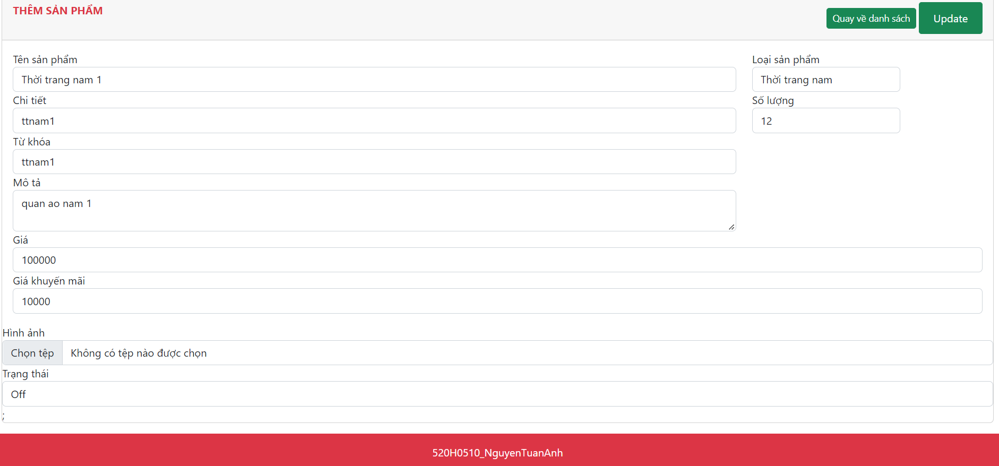 THÊM SẢN PHẨM
Quay về danh sách
Update
Tên sản phẩm
Thời trang nam 1
Loại sản phẩm
Thời trang nam
Chi tiết
ttnam1
Số lượng
12
Từ khóa
ttnam1
Mô tả
quan ao nam 1
Giá
100000
Giá khuyến mãi
10000
Hình ảnh
Chọn tệp Không có tệp nào được chọn
Trạng thái
Off
;
520H0510_NguyenTuanAnh